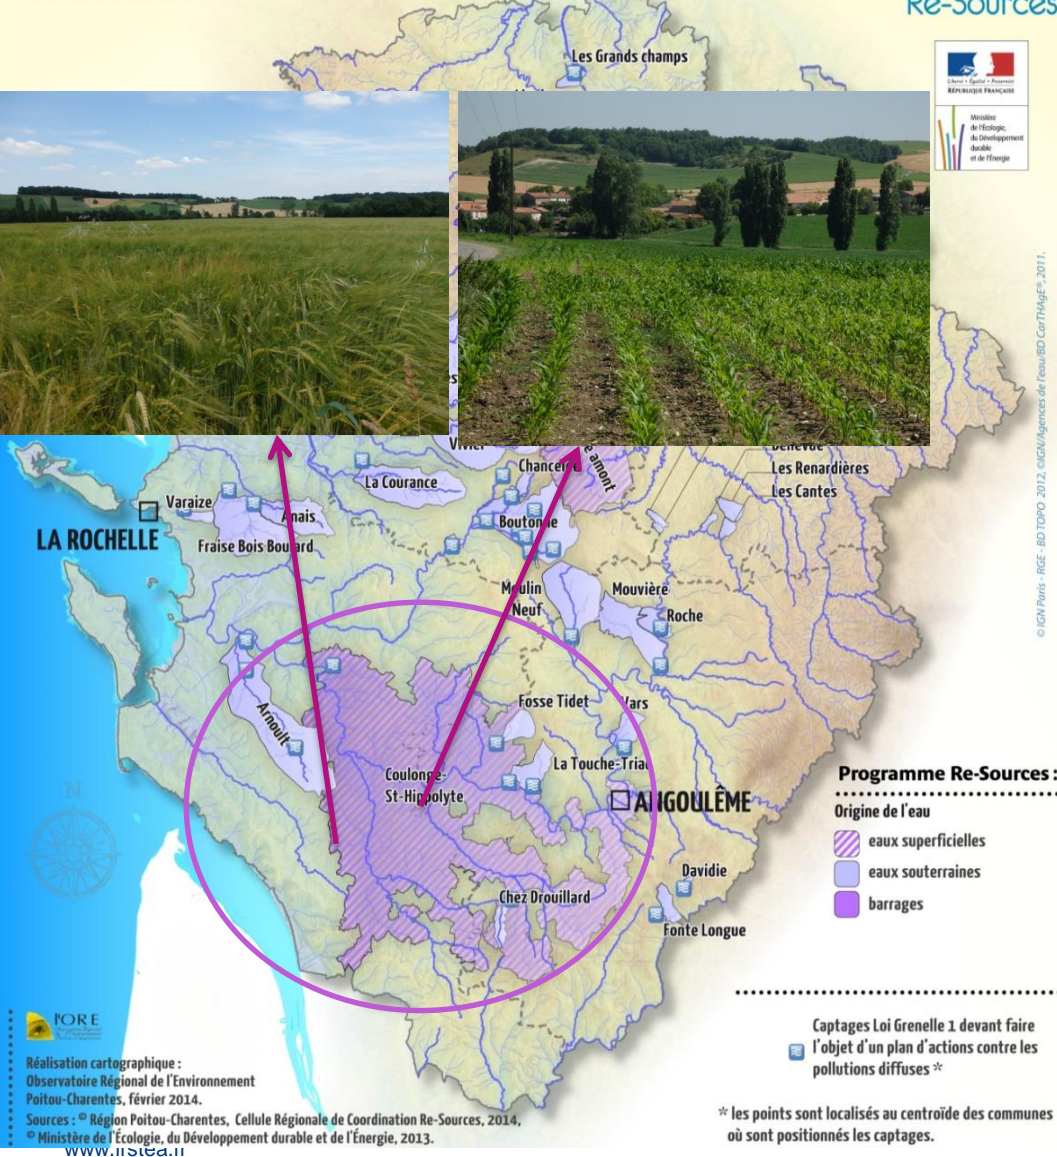 Re-Sources
Les Grands champs
Liberté • Égalité • Fraternité
RÉPUBLIQUE FRANÇAISE
Ministère
de l'Écologie,
du Développement
durable
et de l'Énergie
© IGN Paris - RGE - BD TOPO 2012, ©IGN/Agences de l'eau/BD CarTHAgE®, 2011.
amont
Bellevue
Les Renardières
Les Cantes
La Courance
Varaize
Anais
LA ROCHELLE
Fraise Bois Boulard
Boutonne
Moulin
Neuf
Mouvière
Roche
Fosse Tidet
Vars
Arnoult
La Touche-Triac
Coulonge-
St-Hippolyte
ANGOULÊME
N
Programme Re-Sources :
Origine de l'eau
eaux superficielles
eaux souterraines
barrages
Chez Drouillard
Davidie
Fonte Longue
Captages Loi Grenelle 1 devant faire
l'objet d'un plan d'actions contre les
pollutions diffuses *
* les points sont localisés au centroïde des communes
où sont positionnés les captages.
l'ORE
Réalisation cartographique :
Observatoire Régional de l'Environnement
Poitou-Charentes, février 2014.
Sources : © Région Poitou-Charentes, Cellule Régionale de Coordination Re-Sources, 2014,
© Ministère de l'Écologie, du Développement durable et de l'Énergie, 2013.
www.irstea.fr